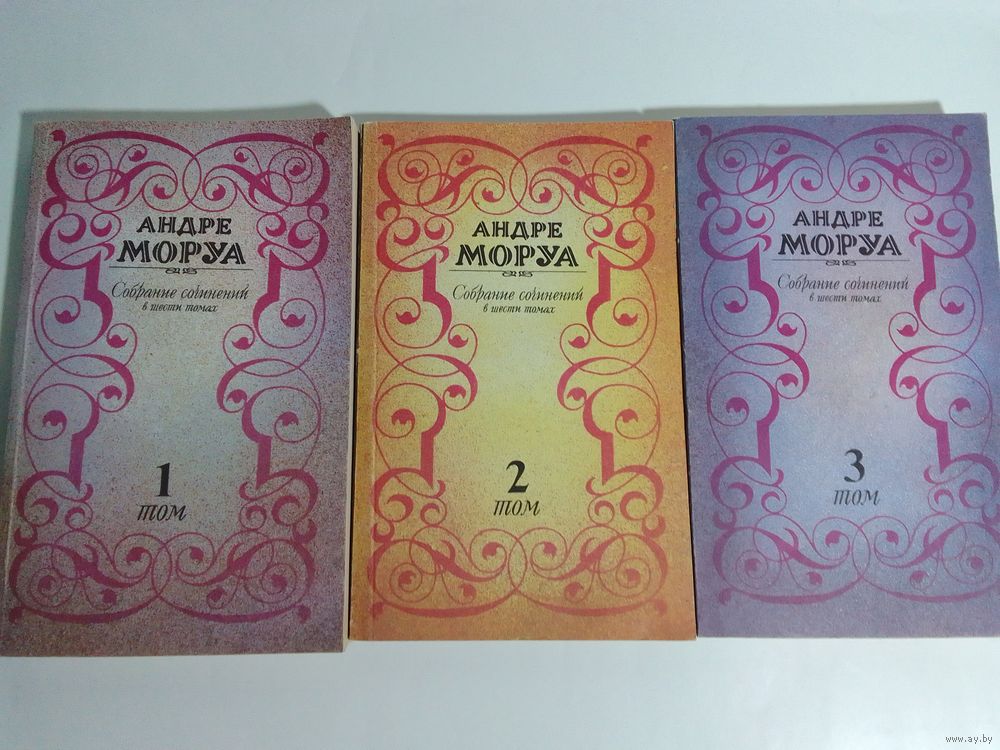 АНДРЕ
МОРУА
Собрание сочинений
в шести томах
1
том
АНДРЕ
МОРУА
Собрание сочинений
в шести томах
2
том
АНДРЕ
МОРУА
Собрание сочинений
в шести томах
3
том
www.ay.by